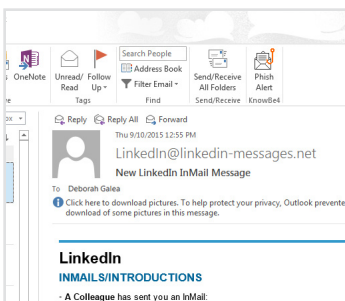 OneNote
Unread/ Read
Follow Up
Tags
Search People
Address Book
Filter Email
Find
Send/Receive All Folders
Send/Receive
Phish Alert
KnowBe4
Reply Reply All Forward
Thu 9/10/2015 12:55 PM
LinkedIn@linkedin-messages.net
New LinkedIn InMail Message
To Deborah Galea
Click here to download pictures. To help protect your privacy, Outlook prevente
download of some pictures in this message.
LinkedIn
INMAILS/INTRODUCTIONS
- A Colleague has sent you an InMail: